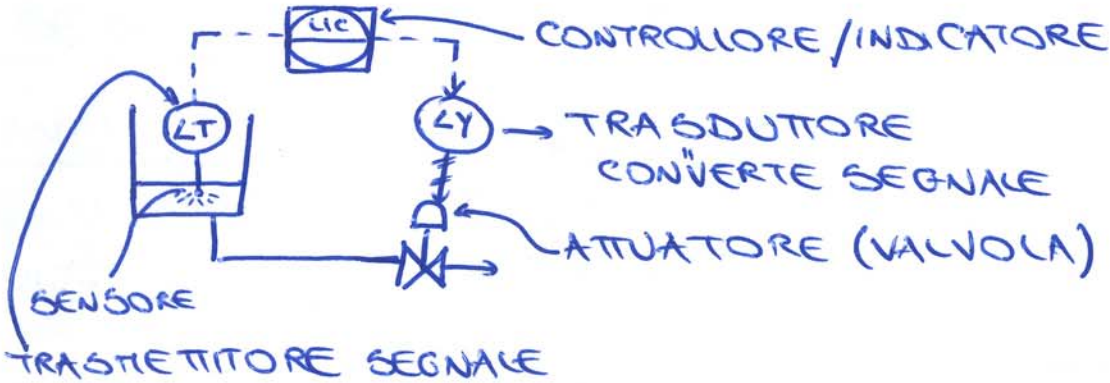 LIC
CONTROLLORE/INDICATORE
LT
LY
TRASDUTTORE
CONVERTE SEGNALE
ATTUATORE (VALVOLA)
SENSORE
TRASMETTITORE SEGNALE